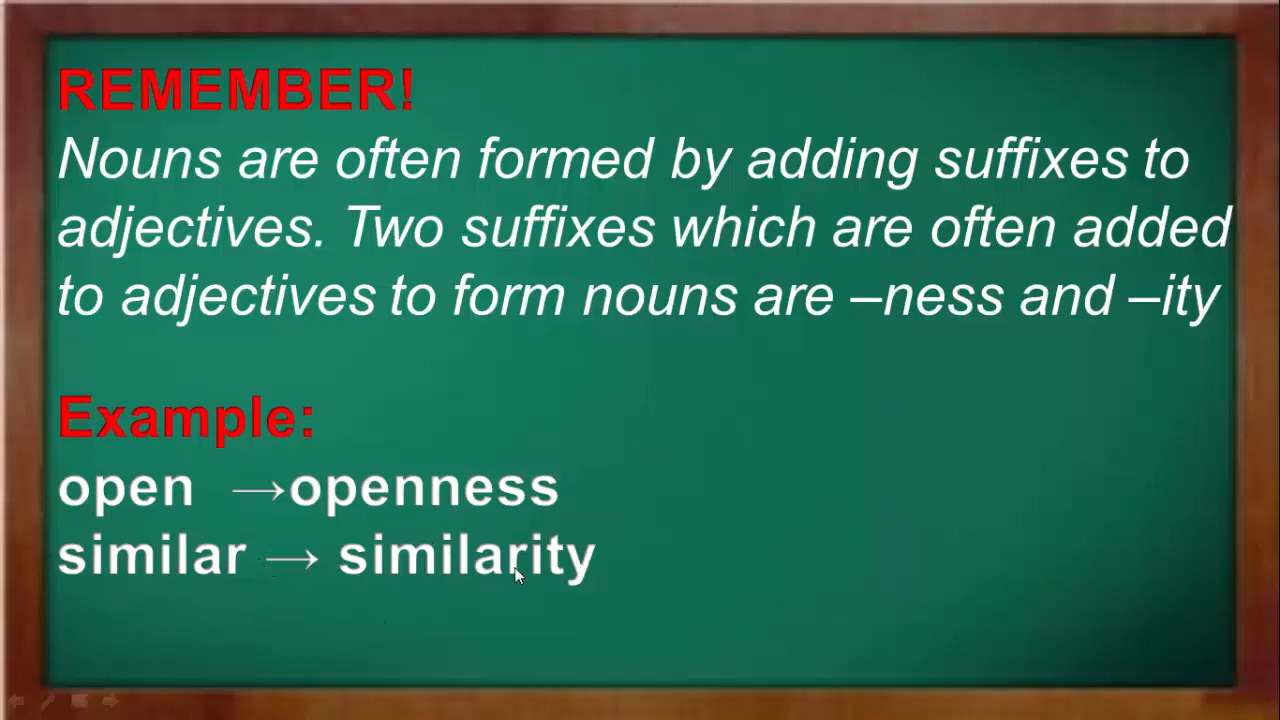 REMEMBER!
Nouns are often formed by adding suffixes to
adjectives. Two suffixes which are often added
to adjectives to form nouns are –ness and –ity
Example:
open →openness
similar → similarity